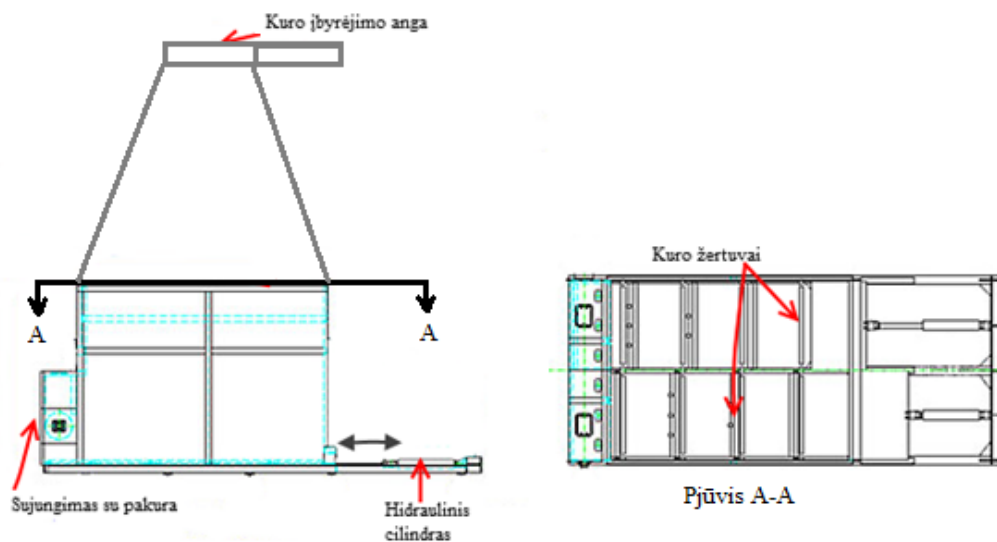 Kuro įbyrėjimo anga
Kuro žertuvai
A
A
Sujungimas su pakura
Hidraulinis
cilindras
Pjūvis A-A